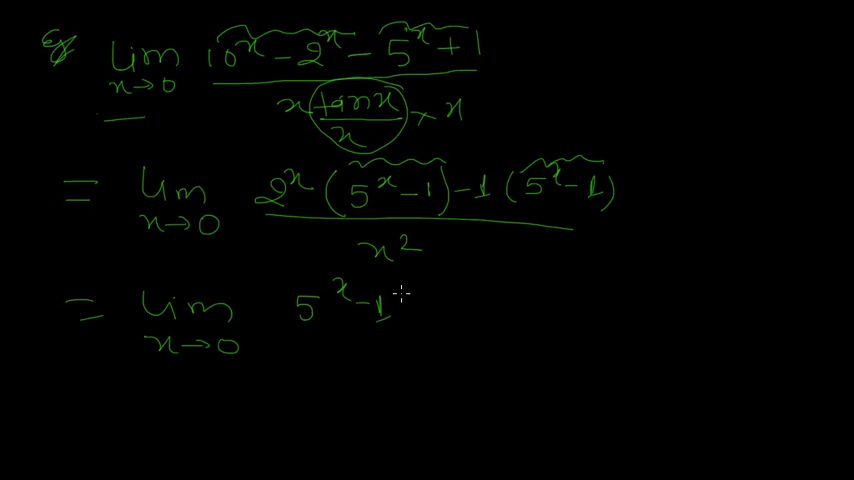 Eg lim x→0 (10^x - 2^x - 5^x + 1) / (x (tan x / x) × x)
= lim x→0 (2^x (5^x - 1) - 1 (5^x - 1)) / x^2
= lim x→0 5^x - 1